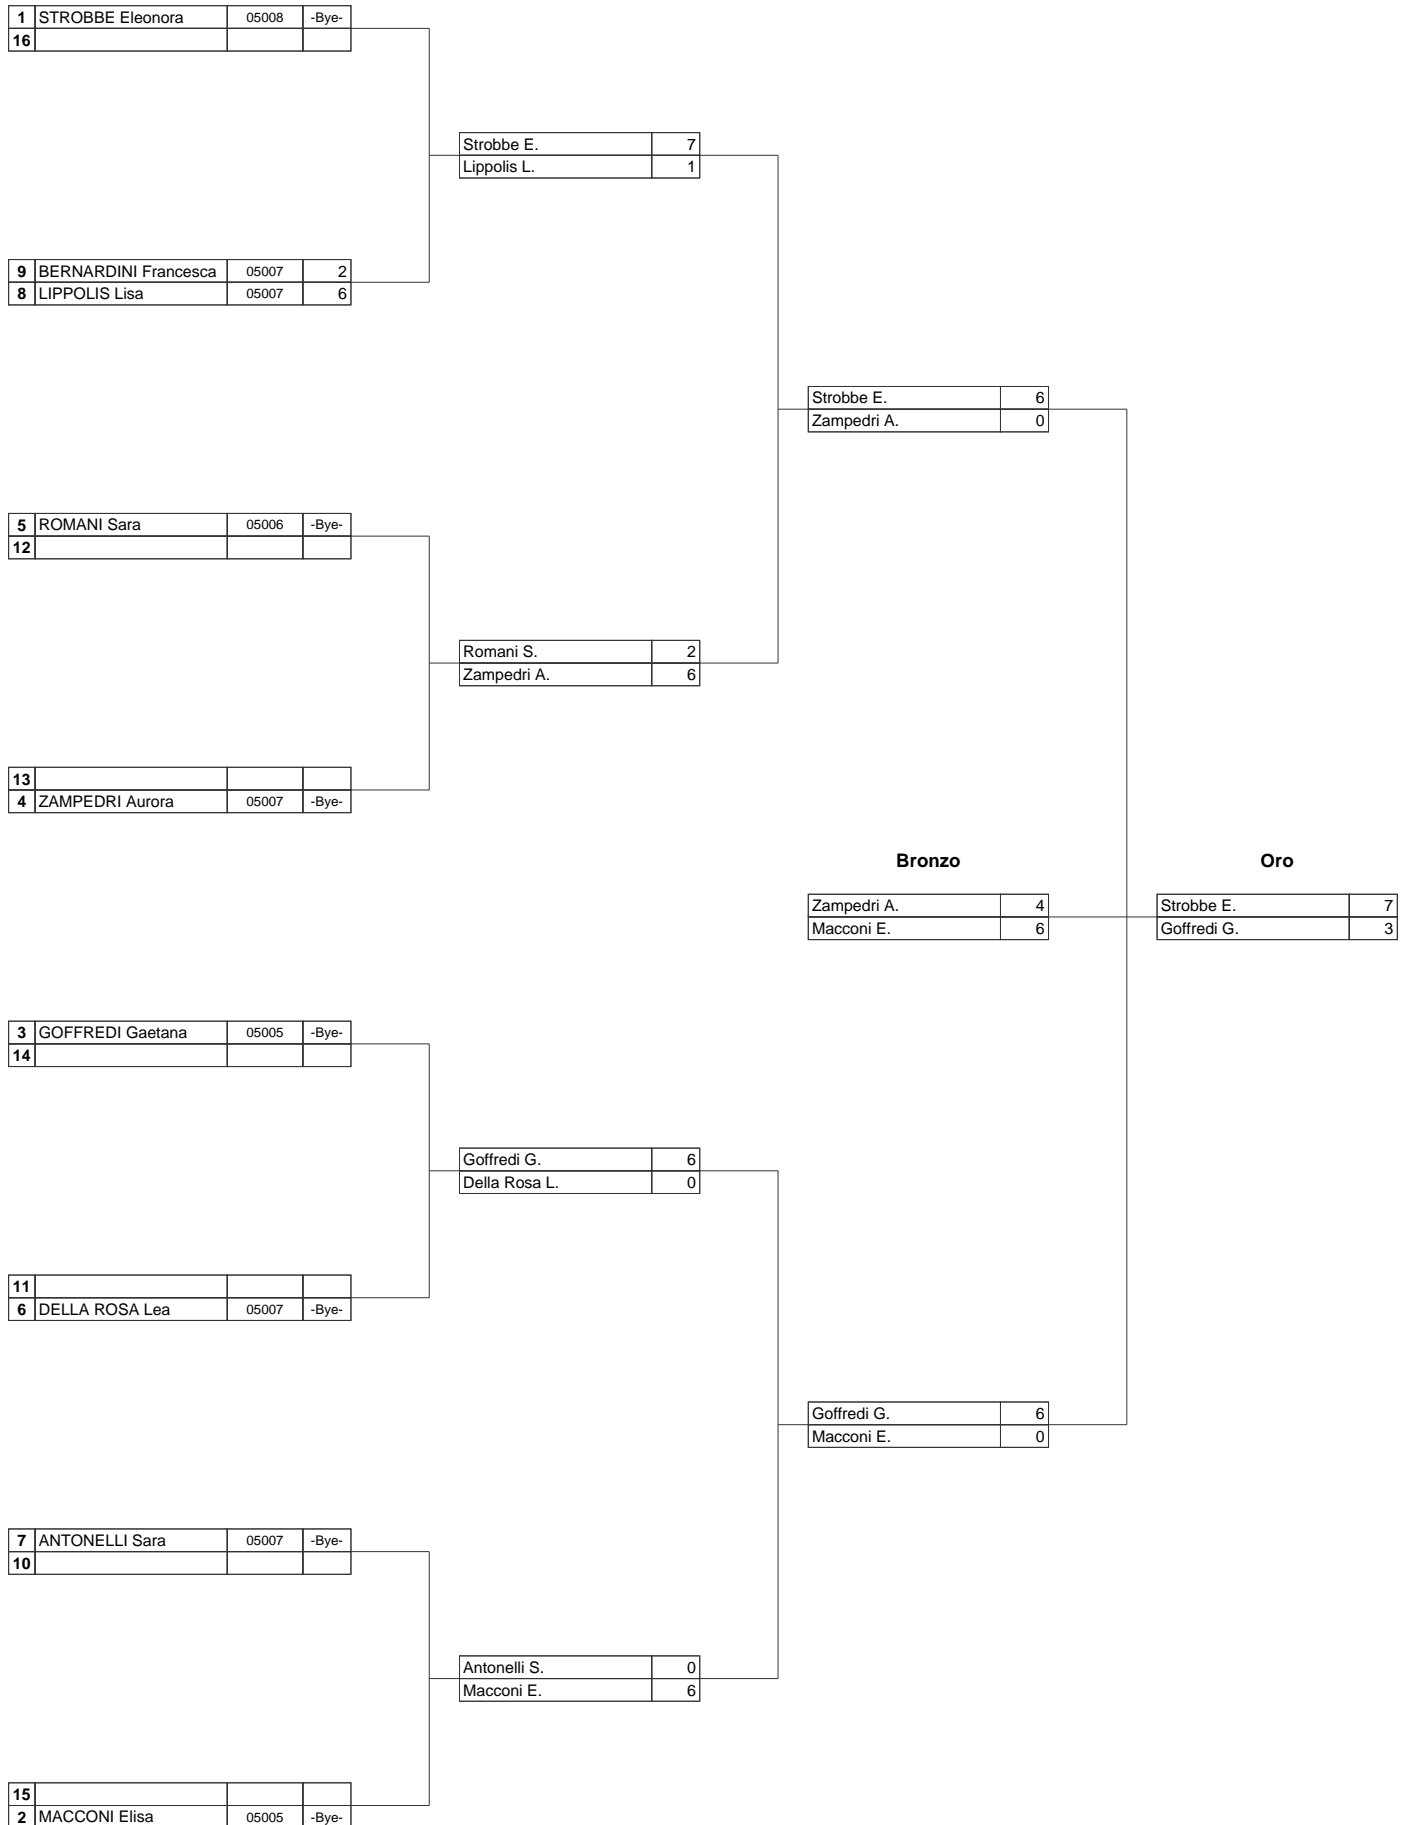 1 STROBBE Eleonora 05008 -Bye-
16
Strobbe E. 7
Lippolis L. 1
9 BERNARDINI Francesca 05007 2
8 LIPPOLIS Lisa 05007 6
Strobbe E. 6
Zampedri A. 0
5 ROMANI Sara 05006 -Bye-
12
Romani S. 2
Zampedri A. 6
13
4 ZAMPEDRI Aurora 05007 -Bye-
Bronzo Oro
Zampedri A. 4 Strobbe E. 7
Macconi E. 6 Goffredi G. 3
3 GOFFREDI Gaetana 05005 -Bye-
14
Goffredi G. 6
Della Rosa L. 0
11
6 DELLA ROSA Lea 05007 -Bye-
Goffredi G. 6
Macconi E. 0
7 ANTONELLI Sara 05007 -Bye-
10
Antonelli S. 0
Macconi E. 6
15
2 MACCONI Elisa 05005 -Bye-